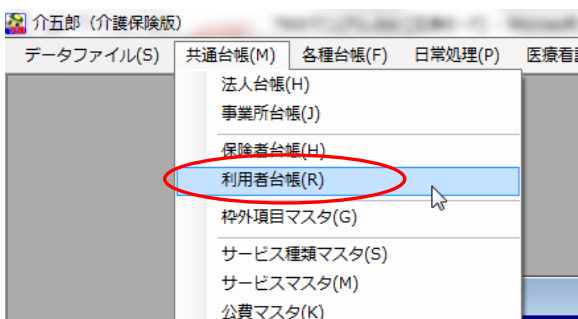 介五郎（介護保険版）
データファイル(S) 共通台帳(M) 各種台帳(F) 日常処理(P) 医療看
法人台帳(H)
事業所台帳(J)
保険者台帳(H)
利用者台帳(R)
枠外項目マスタ(G)
サービス種類マスタ(S)
サービスマスタ(M)
公費マスタ(K)